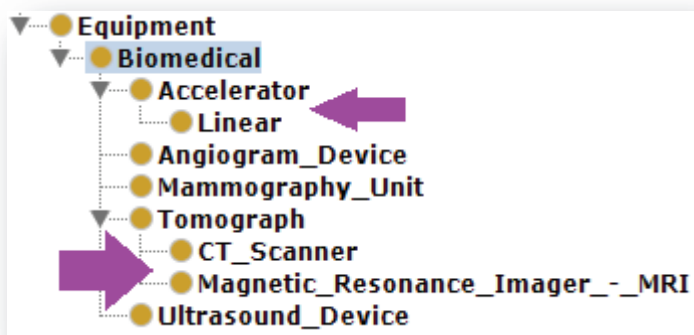 Equipment
Biomedical
Accelerator
Linear
Angiogram_Device
Mammography_Unit
Tomograph
CT_Scanner
Magnetic_Resonance_Imager_-_MRI
Ultrasound_Device